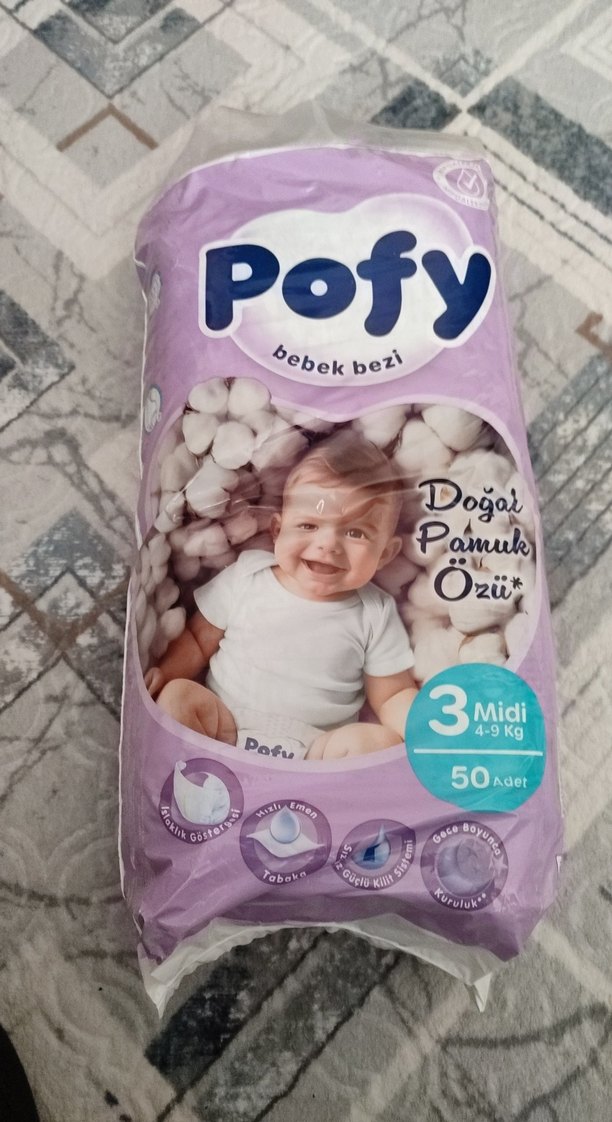 Pofy
bebek bezi
Doğal
Pamuk
Özü*
3 Midi
4-9 Kg
50 Adet
Pofy
Islaklık Göstergesi
Hızlı Emen
Tabaka
Güçlü Kilit Sistemi
Gece Boyunca
Kuruluk**